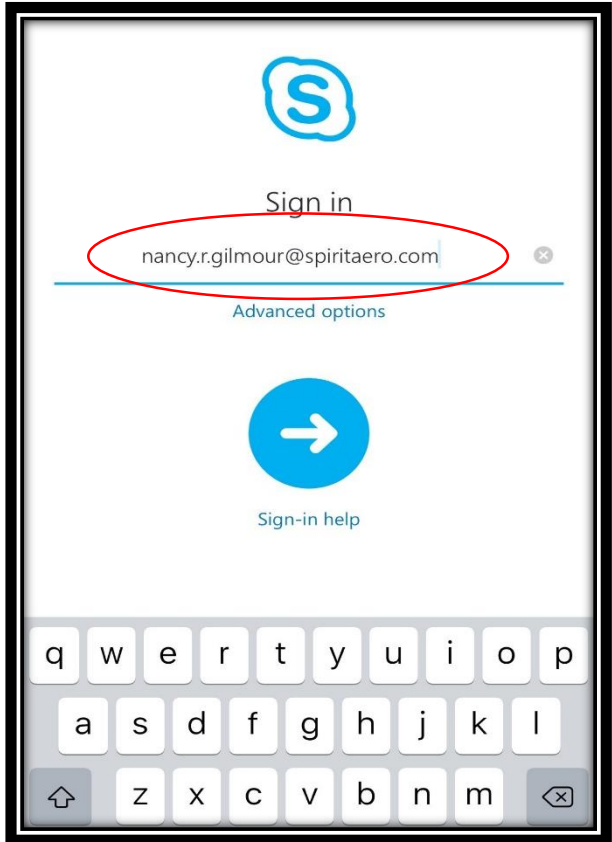 S
Sign in
nancy.r.gilmour@spiritaero.com
Advanced options
Sign-in help
q w e r t y u i o p
a s d f g h j k l
z x c v b n m